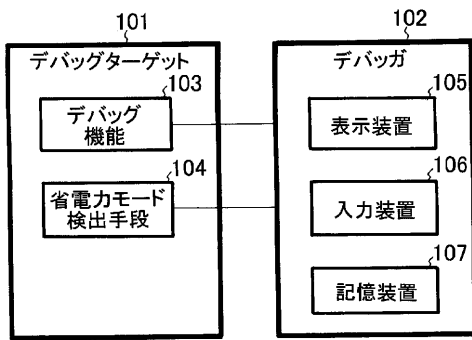 101
デバッグターゲット
103
デバッグ
機能
104
省電力モード
検出手段
102
デバッガ
105
表示装置
106
入力装置
107
記憶装置